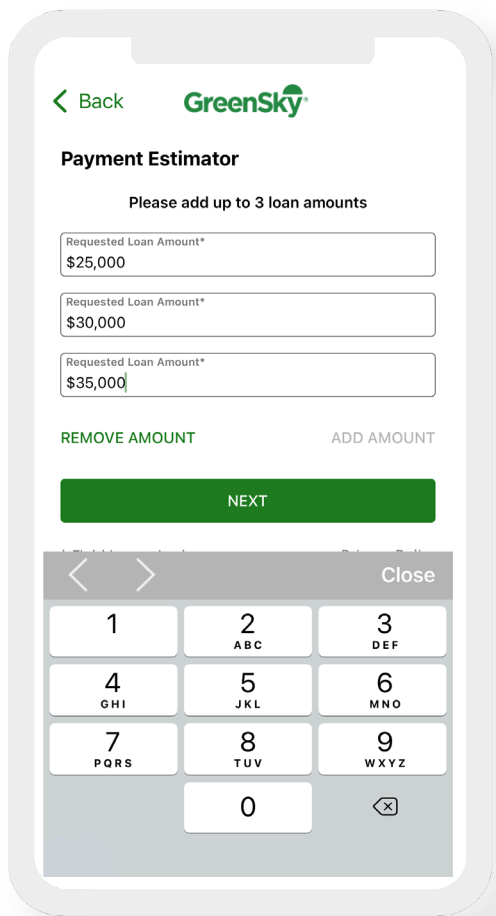 Back
GreenSky®
Payment Estimator
Please add up to 3 loan amounts
Requested Loan Amount*
$25,000
Requested Loan Amount*
$30,000
Requested Loan Amount*
$35,000
REMOVE AMOUNT ADD AMOUNT
NEXT
Close
1 2 3
ABC DEF
4 5 6
GHI JKL MNO
7 8 9
PQRS TUV WXYZ
0